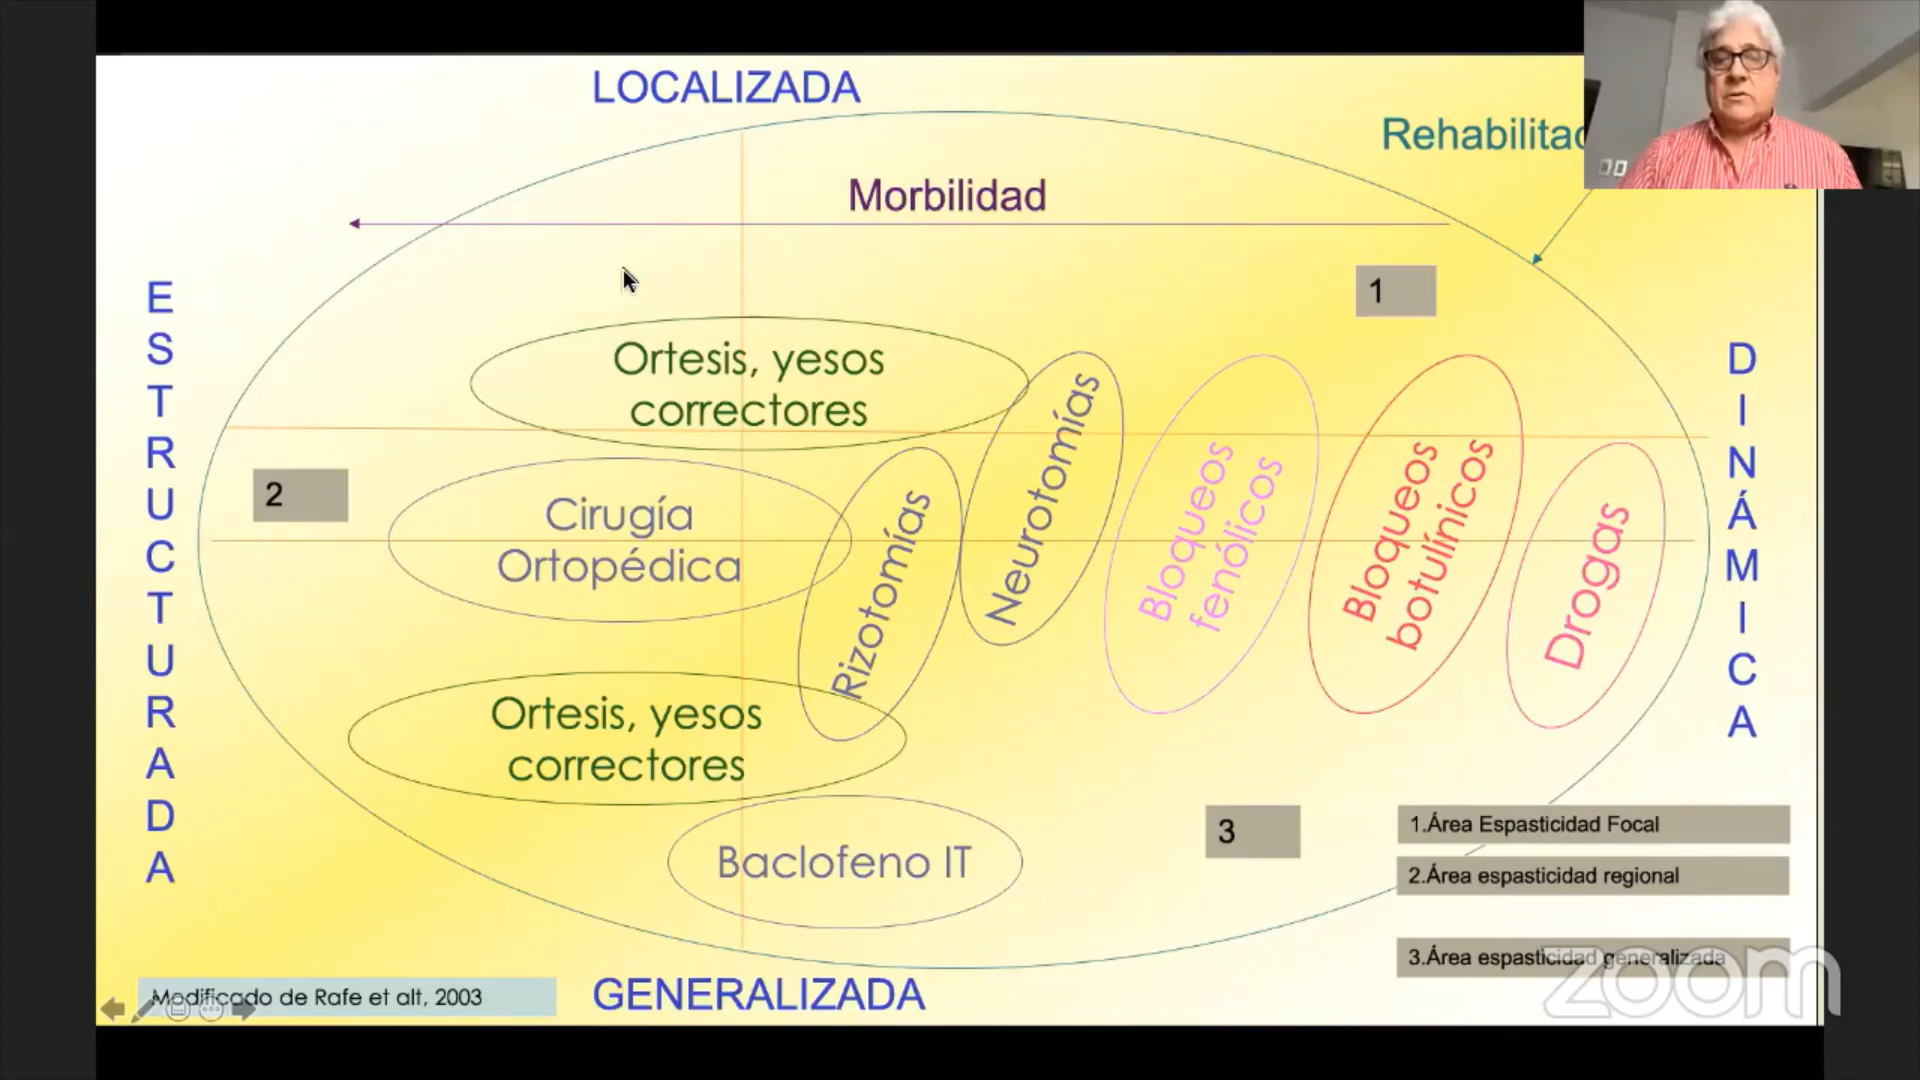 LOCALIZADA
Morbilidad
1
ESTRUCTURADA
DINÁMICA
Ortesis, yesos
correctores
Neurotomías
Bloqueos
fenólicos
Bloqueos
botulínicos
Drogas
2
Cirugía
Ortopédica
Rizotomías
Ortesis, yesos
correctores
Baclofeno IT
3
1.Área Espasticidad Focal
2.Área espasticidad regional
3.Área espasticidad generalizada
GENERALIZADA
Modificado de Rafe et alt, 2003
zoom